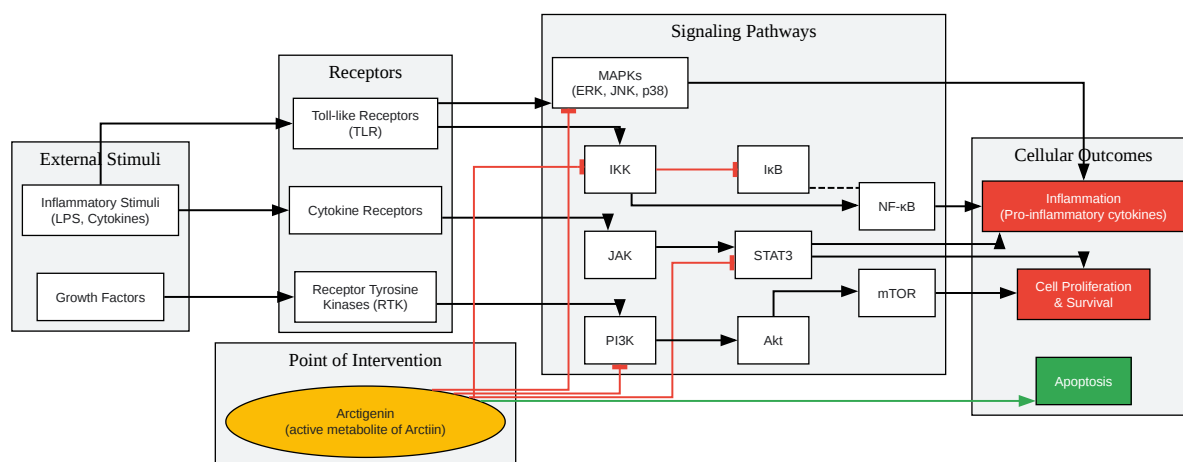 External Stimuli
Inflammatory Stimuli
(LPS, Cytokines)
Growth Factors
Receptors
Toll-like Receptors
(TLR)
Cytokine Receptors
Receptor Tyrosine
Kinases (RTK)
Point of Intervention
Arctigenin
(active metabolite of Arctiin)
Signaling Pathways
MAPKs
(ERK, JNK, p38)
IKK
IκB
NF-κB
JAK
STAT3
mTOR
PI3K
Akt
Cellular Outcomes
Inflammation
(Pro-inflammatory cytokines)
Cell Proliferation
& Survival
Apoptosis